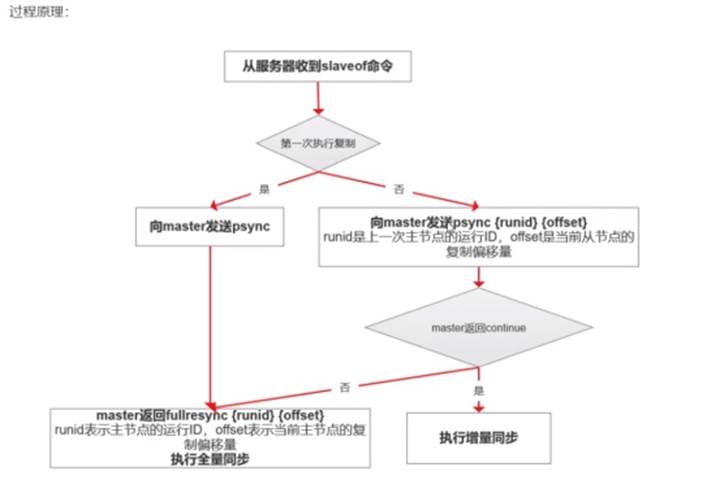 过程原理：
从服务器收到slaveof命令
第一次执行复制
是
否
向master发送psync
向master发送psync {runid} {offset}
runid是上一次主节点的运行ID，offset是当前从节点的
复制偏移量
master返回continue
否
是
master返回fullresync {runid} {offset}
runid表示主节点的运行ID，offset表示当前主节点的复
制偏移量
执行全量同步
执行增量同步